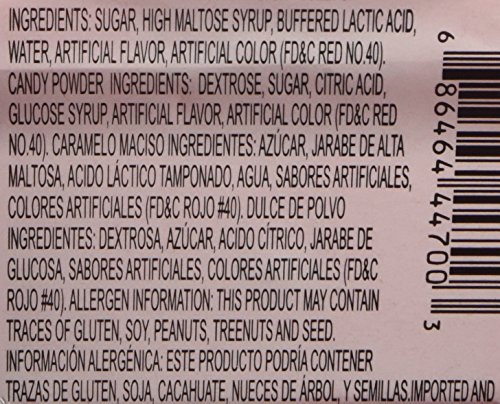 INGREDIENTS: SUGAR, HIGH MALTOSE SYRUP, BUFFERED LACTIC ACID,
WATER, ARTIFICIAL FLAVOR, ARTIFICIAL COLOR (FD&C RED NO.40).
CANDY POWDER INGREDIENTS: DEXTROSE, SUGAR, CITRIC ACID,
GLUCOSE SYRUP, ARTIFICIAL FLAVOR, ARTIFICIAL COLOR (FD&C RED
NO.40). CARAMELO MACISO INGREDIENTES: AZÚCAR, JARABE DE ALTA
MALTOSA, ACIDO LÁCTICO TAMPONADO, AGUA, SABORES ARTIFICIALES,
COLORES ARTIFICIALES (FD&C ROJO #40). DULCE DE POLVO
INGREDIENTES: DEXTROSA, AZÚCAR, ACIDO CÍTRICO, JARABE DE
GLUCOSA, SABORES ARTIFICIALES, COLORES ARTIFICIALES (FD&C
ROJO #40). ALLERGEN INFORMATION: THIS PRODUCT MAY CONTAIN
TRACES OF GLUTEN, SOY, PEANUTS, TREENUTS AND SEED.
INFORMACIÓN ALERGÉNICA: ESTE PRODUCTO PODRÍA CONTENER
TRAZAS DE GLUTEN, SOJA, CACAHUATE, NUECES DE ÁRBOL, Y SEMILLAS.IMPORTED AND
6 86464 44700 3